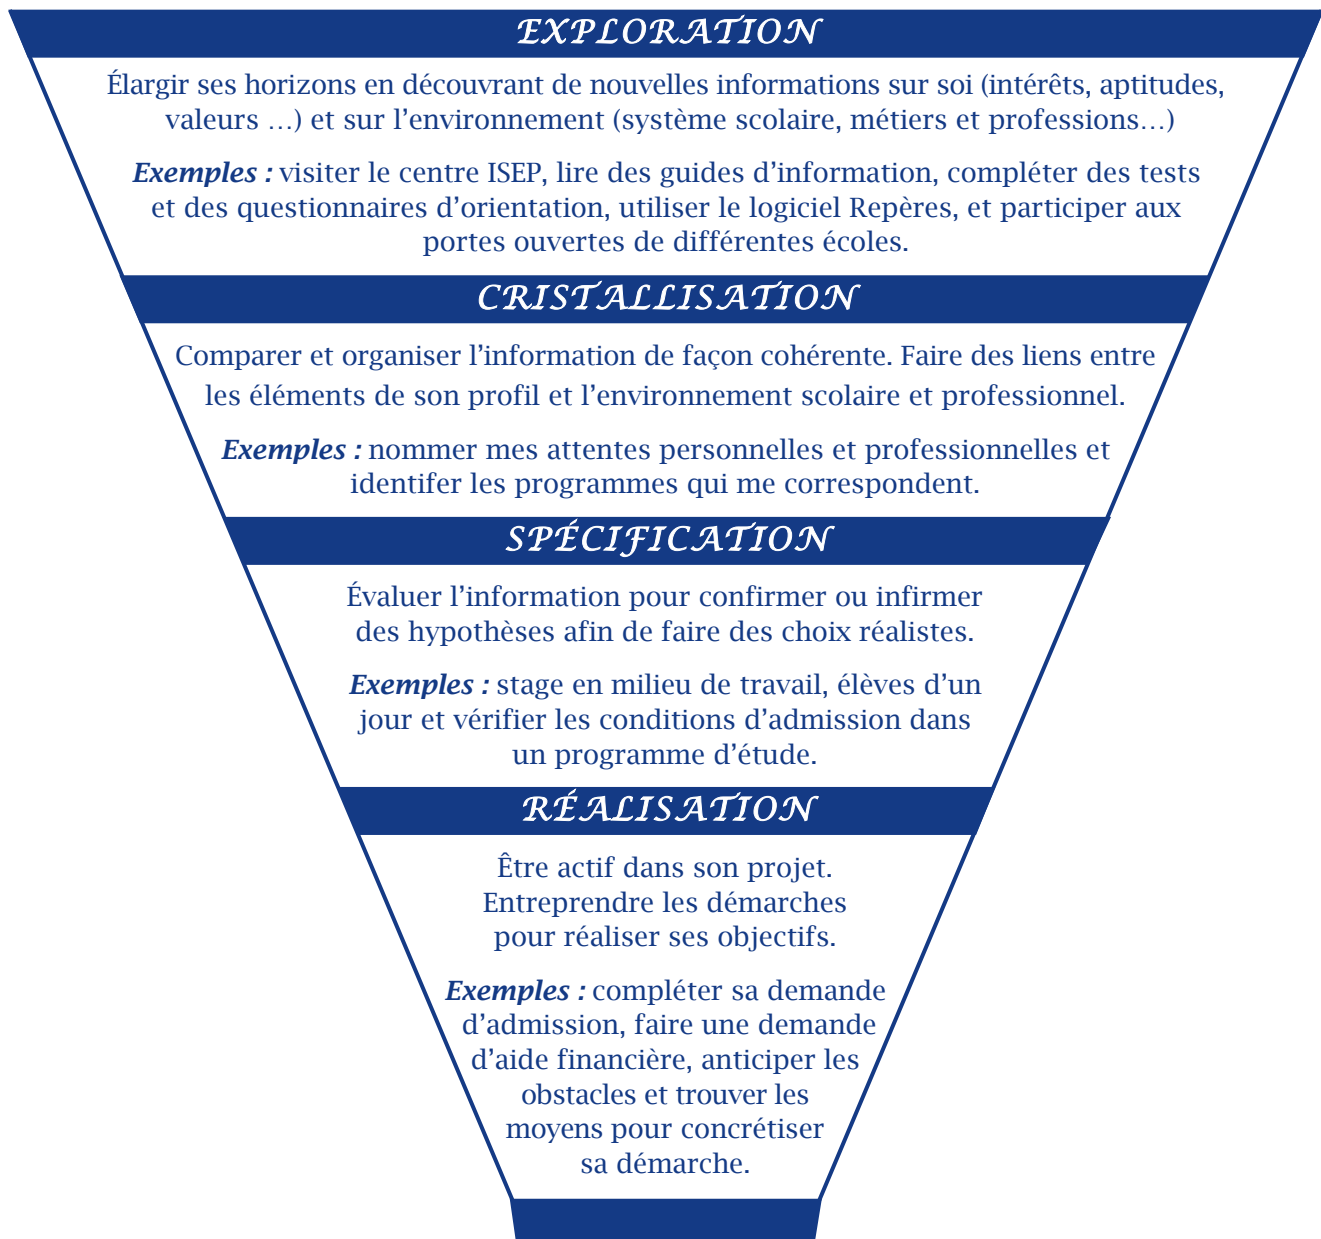 EXPLORATION
Élargir ses horizons en découvrant de nouvelles informations sur soi (intérêts, aptitudes,
valeurs …) et sur l’environnement (système scolaire, métiers et professions…)
Exemples : visiter le centre ISEP, lire des guides d’information, compléter des tests
et des questionnaires d’orientation, utiliser le logiciel Repères, et participer aux
portes ouvertes de différentes écoles.
CRISTALLISATION
Comparer et organiser l’information de façon cohérente. Faire des liens entre
les éléments de son profil et l’environnement scolaire et professionnel.
Exemples : nommer mes attentes personnelles et professionnelles et
identifer les programmes qui me correspondent.
SPÉCIFICATION
Évaluer l’information pour confirmer ou infirmer
des hypothèses afin de faire des choix réalistes.
Exemples : stage en milieu de travail, élèves d’un
jour et vérifier les conditions d’admission dans
un programme d’étude.
RÉALISATION
Être actif dans son projet.
Entreprendre les démarches
pour réaliser ses objectifs.
Exemples : compléter sa demande
d’admission, faire une demande
d’aide financière, anticiper les
obstacles et trouver les
moyens pour concrétiser
sa démarche.